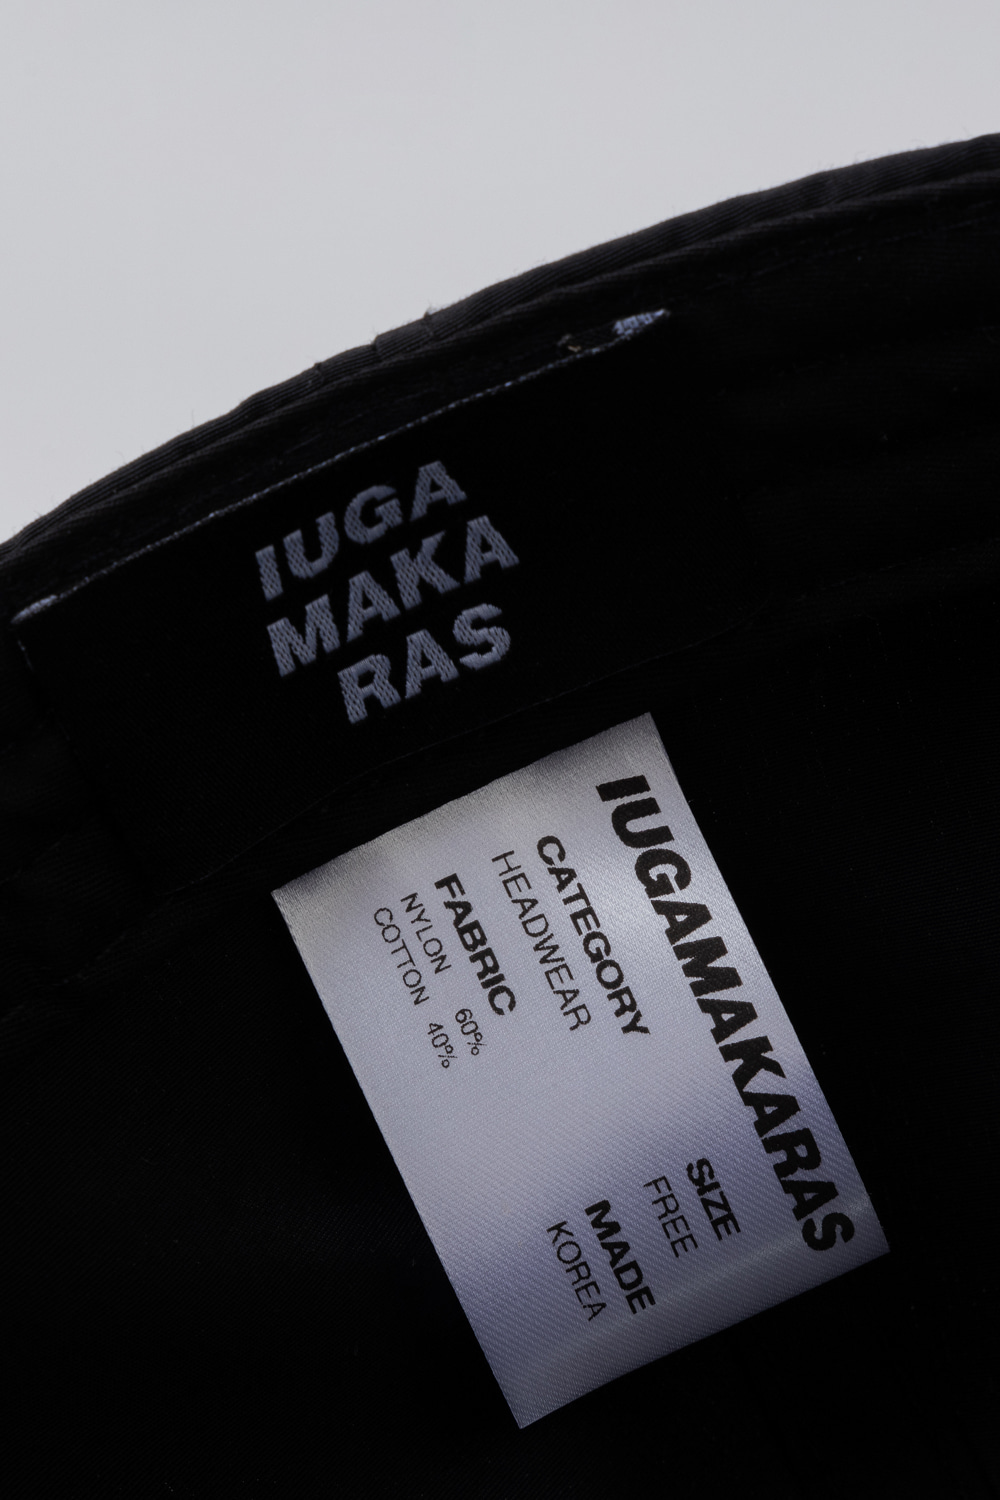 IUGA
MAKA
RAS
IUGAMAKARAS
CATEGORY
HEADWEAR
SIZE
FREE
FABRIC
NYLON 60%
COTTON 40%
MADE
KOREA